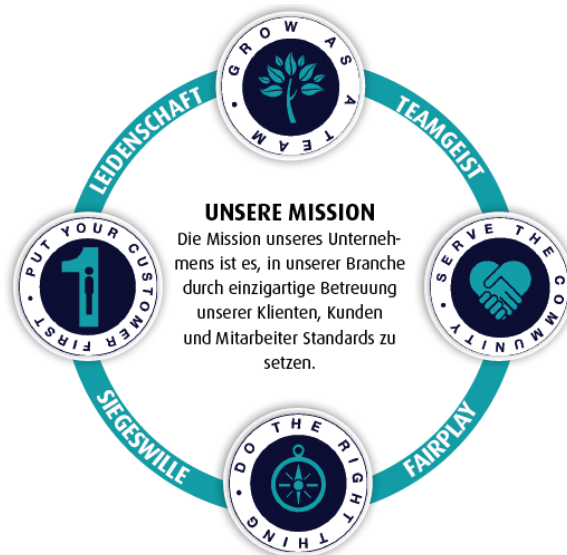 GROW AS A TEAM •
LEIDENSCHAFT
TEAMGEIST
UNSERE MISSION
Die Mission unseres Unterneh-
mens ist es, in unserer Branche
durch einzigartige Betreuung
unserer Klienten, Kunden
und Mitarbeiter Standards zu
setzen.
PUT YOUR CUSTOMER FIRST •
SERVE THE COMMUNITY •
SIEGESWILLE
FAIRPLAY
DO THE RIGHT THING •